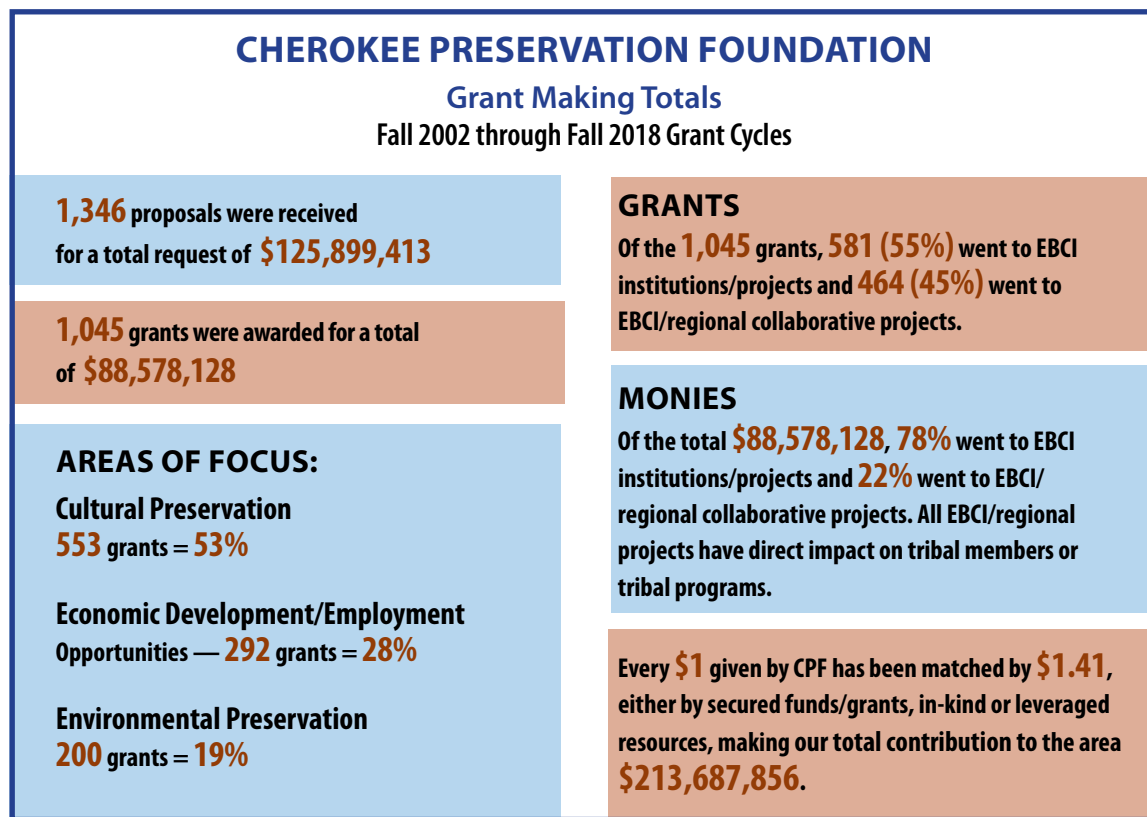 CHEROKEE PRESERVATION FOUNDATION
Grant Making Totals
Fall 2002 through Fall 2018 Grant Cycles
1,346 proposals were received
for a total request of $125,899,413
1,045 grants were awarded for a total
of $88,578,128
AREAS OF FOCUS:
Cultural Preservation
553 grants = 53%
Economic Development/Employment
Opportunities — 292 grants = 28%
Environmental Preservation
200 grants = 19%
GRANTS
Of the 1,045 grants, 581 (55%) went to EBCI
institutions/projects and 464 (45%) went to
EBCI/regional collaborative projects.
MONIES
Of the total $88,578,128, 78% went to EBCI
institutions/projects and 22% went to EBCI/
regional collaborative projects. All EBCI/regional
projects have direct impact on tribal members or
tribal programs.
Every $1 given by CPF has been matched by $1.41,
either by secured funds/grants, in-kind or leveraged
resources, making our total contribution to the area
$213,687,856.